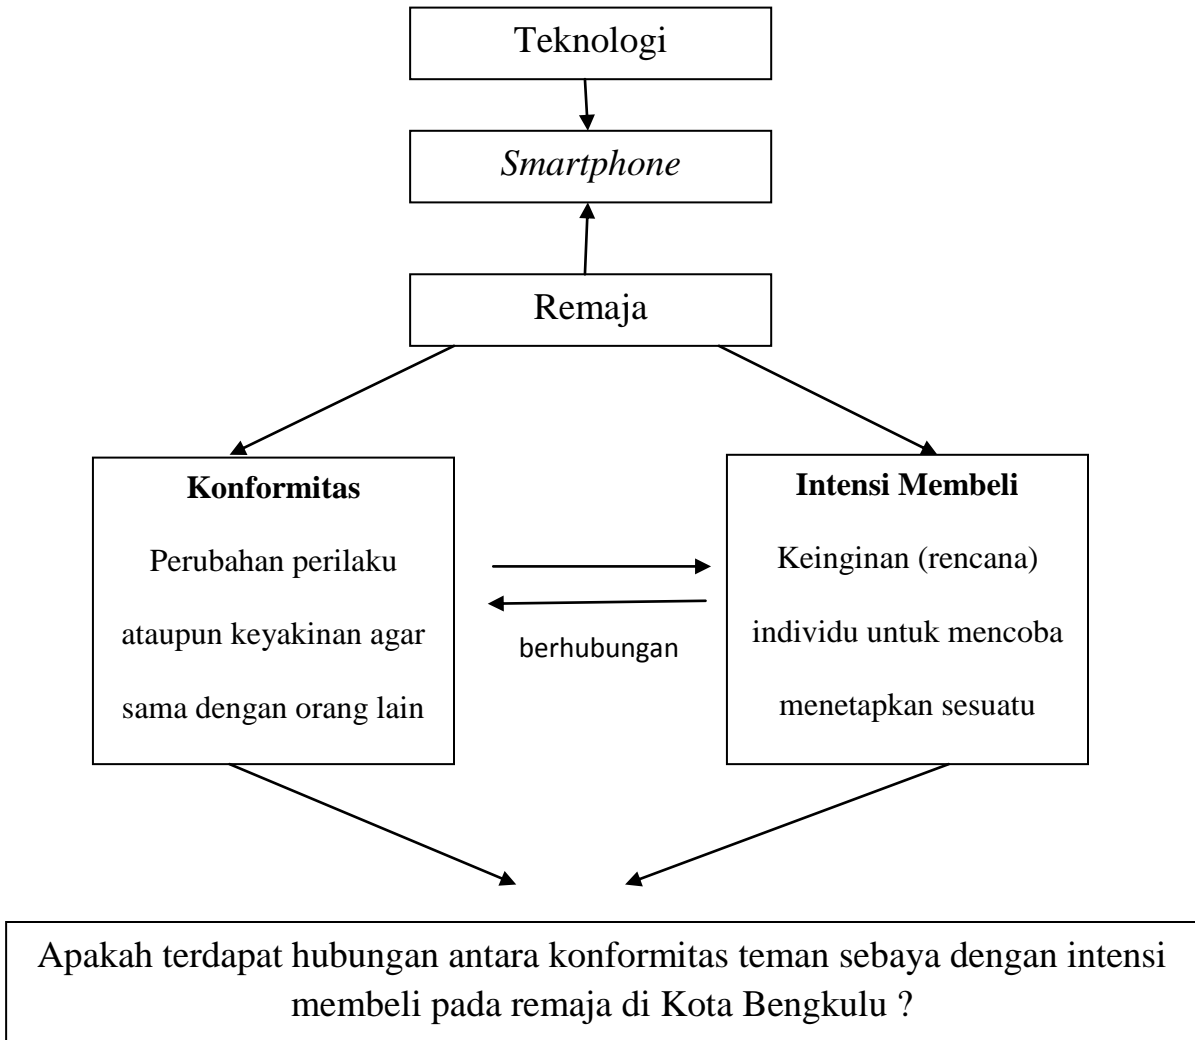 Teknologi
Smartphone
Remaja
Konformitas
Perubahan perilaku
ataupun keyakinan agar
sama dengan orang lain
berhubungan
Intensi Membeli
Keinginan (rencana)
individu untuk mencoba
menetapkan sesuatu
Apakah terdapat hubungan antara konformitas teman sebaya dengan intensi
membeli pada remaja di Kota Bengkulu ?